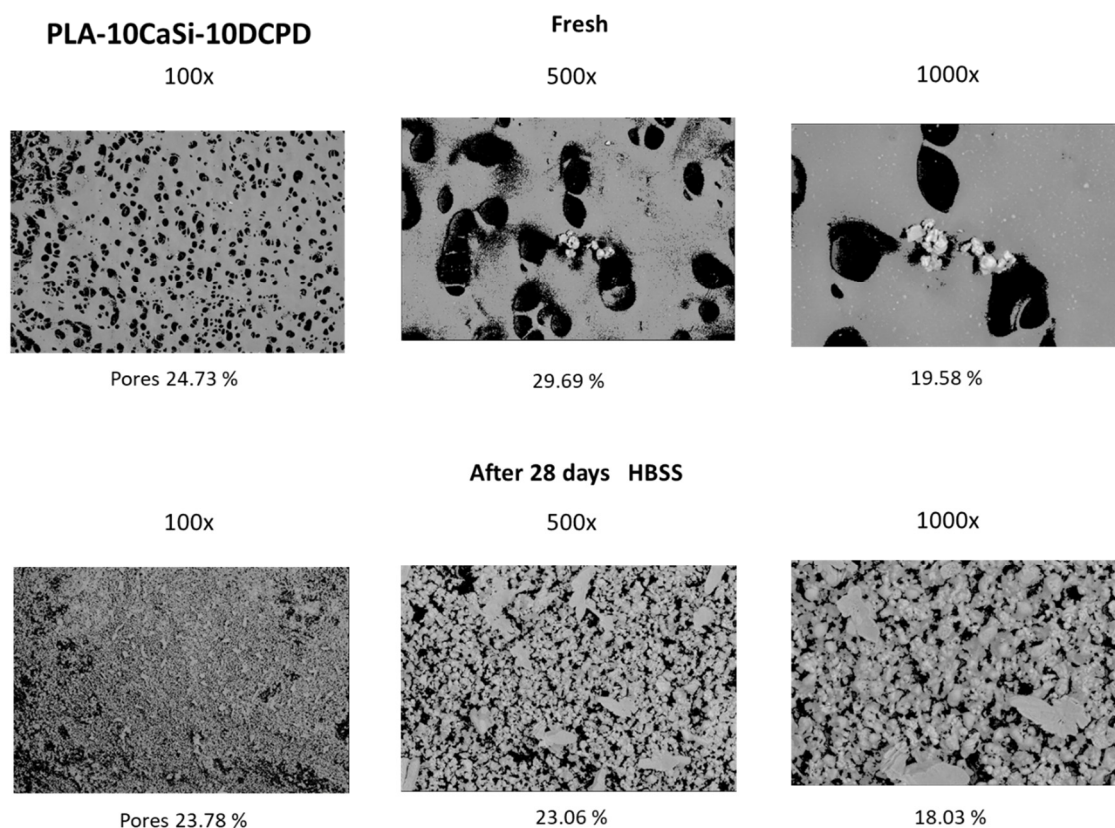 PLA-10CaSi-10DCPD
Fresh
100x
500x
1000x
Pores 24.73 %
29.69 %
19.58 %
After 28 days HBSS
100x
500x
1000x
Pores 23.78 %
23.06 %
18.03 %